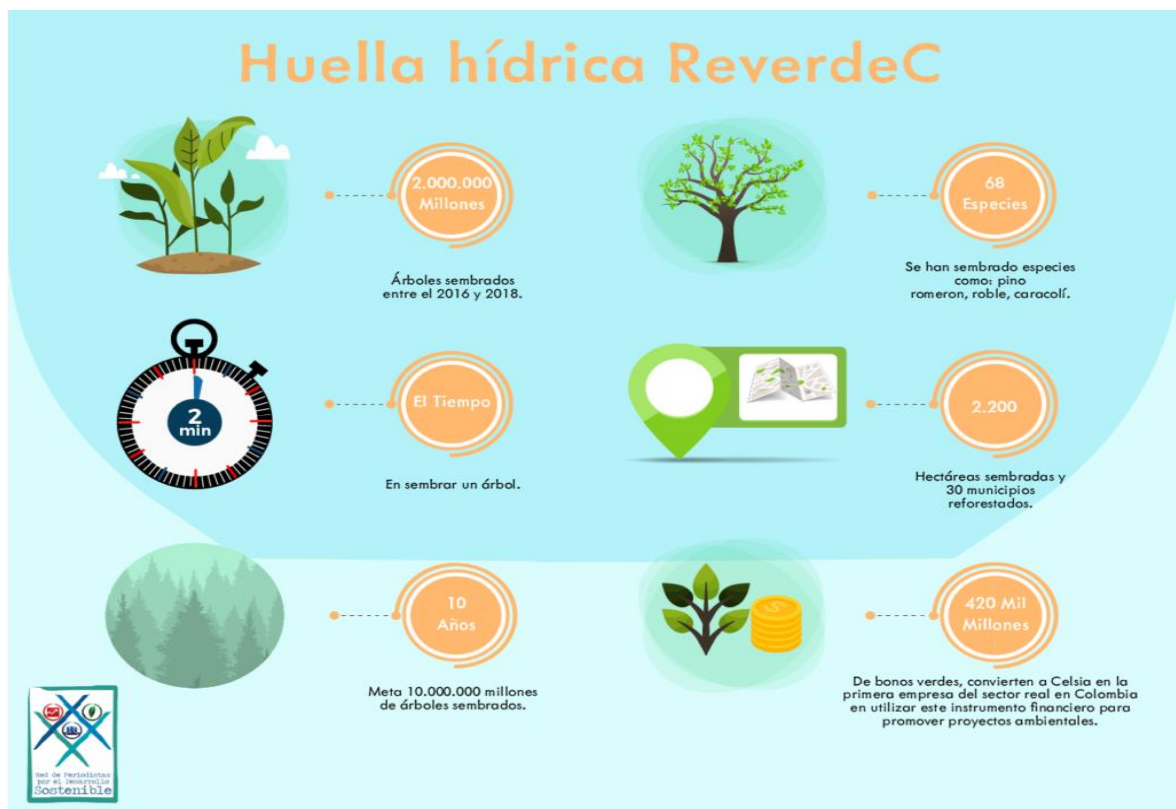 Huella hídrica ReverdeC
2.000.000
Millones
Árboles sembrados
entre el 2016 y 2018.
68
Especies
Se han sembrado especies
como: pino
romeron, roble, caracolí.
2
min
El Tiempo
En sembrar un árbol.
2.200
Hectáreas sembradas y
30 municipios
reforestados.
10
Años
Meta 10.000.000 millones
de árboles sembrados.
420 Mil
Millones
De bonos verdes, convierten a Celsia en la
primera empresa del sector real en Colombia
en utilizar este instrumento financiero para
promover proyectos ambientales.
Red de Periodistas
por el Desarrollo
Sostenible